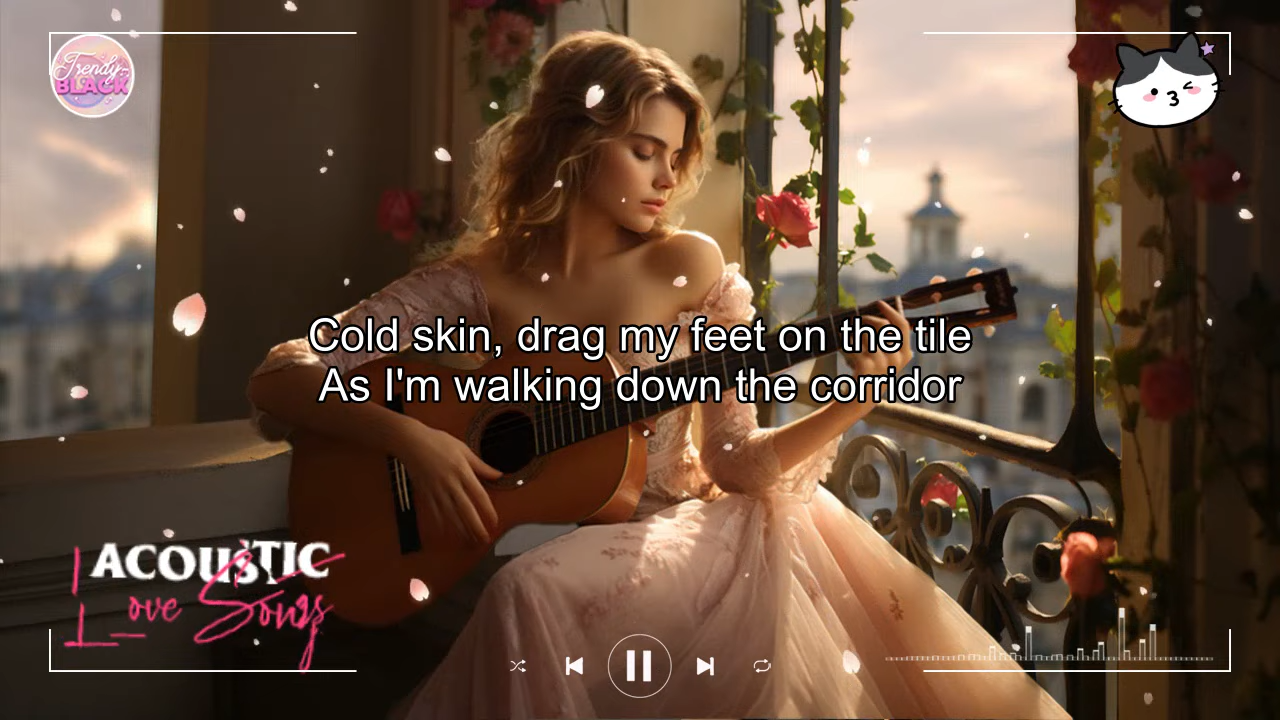 Trendy
BLACK
Cold skin, drag my feet on the tile
As I'm walking down the corridor
ACOUSTIC
Love Songs